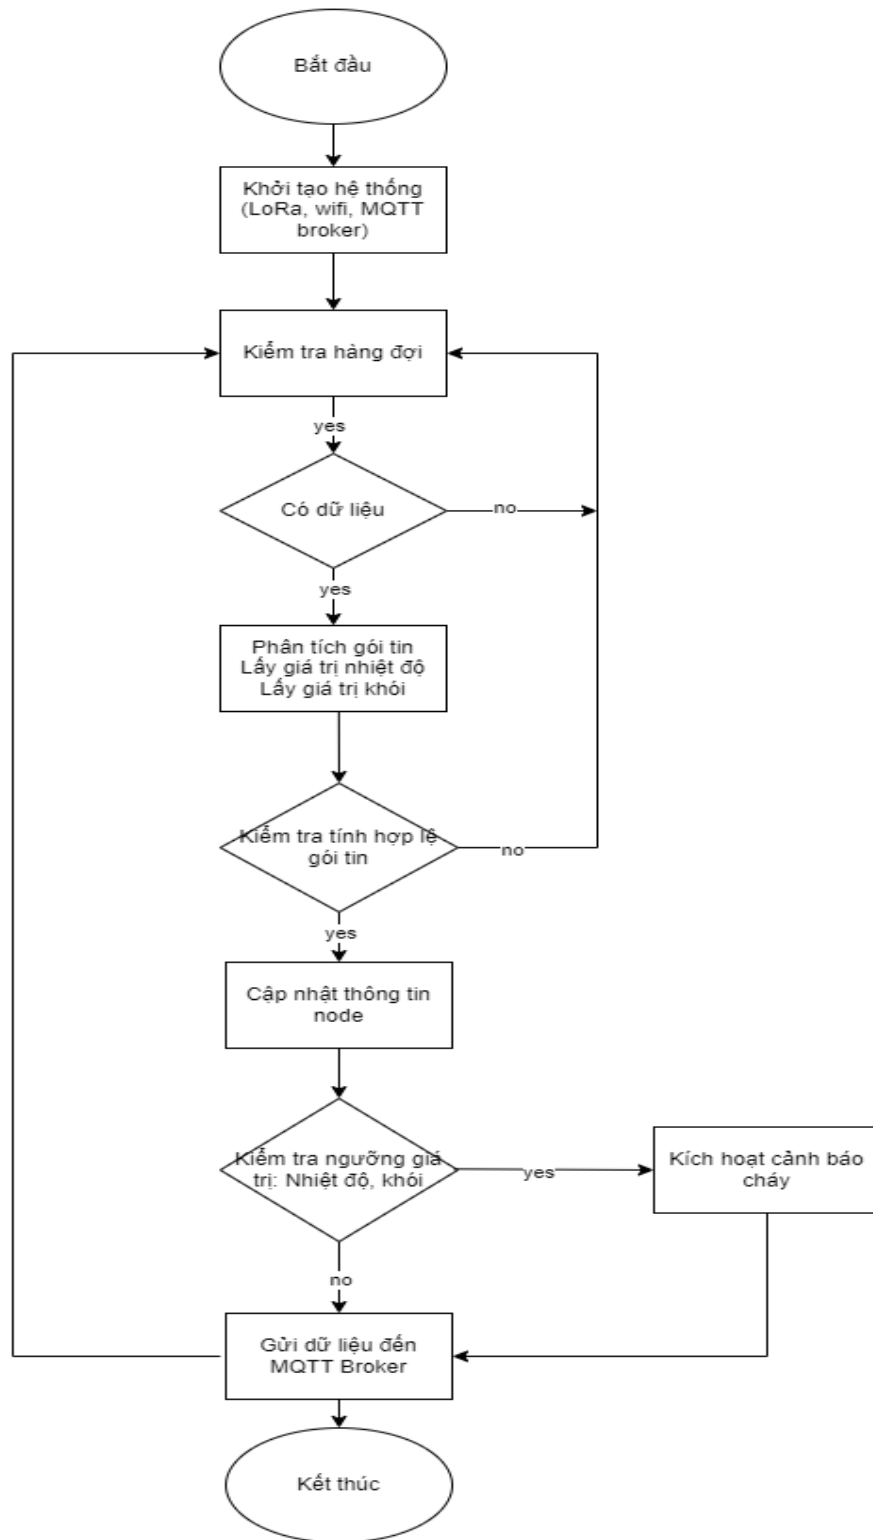 Bắt đầu
Khởi tạo hệ thống
(LoRa, wifi, MQTT
broker)
Kiểm tra hàng đợi
yes
Có dữ liệu
no
yes
Phân tích gói tin
Lấy giá trị nhiệt độ
Lấy giá trị khói
Kiểm tra tính hợp lệ
gói tin
no
yes
Cập nhật thông tin
node
Kiểm tra ngưỡng giá
trị: Nhiệt độ, khói
yes
Kích hoạt cảnh báo
cháy
no
Gửi dữ liệu đến
MQTT Broker
Kết thúc